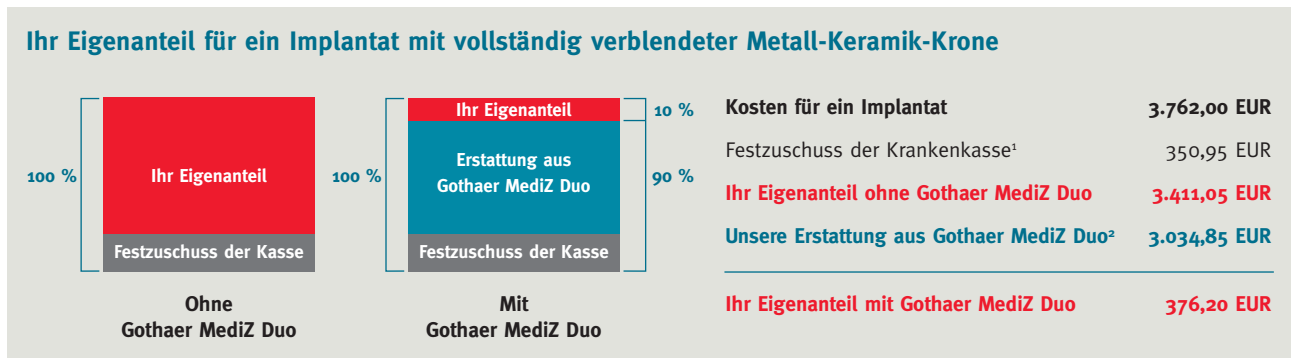 Ihr Eigenanteil für ein Implantat mit vollständig verblendeter Metall-Keramik-Krone
100 %
Ihr Eigenanteil
Festzuschuss der Kasse
Ohne
Gothaer MediZ Duo
100 %
Ihr Eigenanteil
10 %
Erstattung aus
Gothaer MediZ Duo
90 %
Festzuschuss der Kasse
Mit
Gothaer MediZ Duo
Kosten für ein Implantat 3.762,00 EUR
Festzuschuss der Krankenkasse¹ 350,95 EUR
Ihr Eigenanteil ohne Gothaer MediZ Duo 3.411,05 EUR
Unsere Erstattung aus Gothaer MediZ Duo² 3.034,85 EUR
Ihr Eigenanteil mit Gothaer MediZ Duo 376,20 EUR